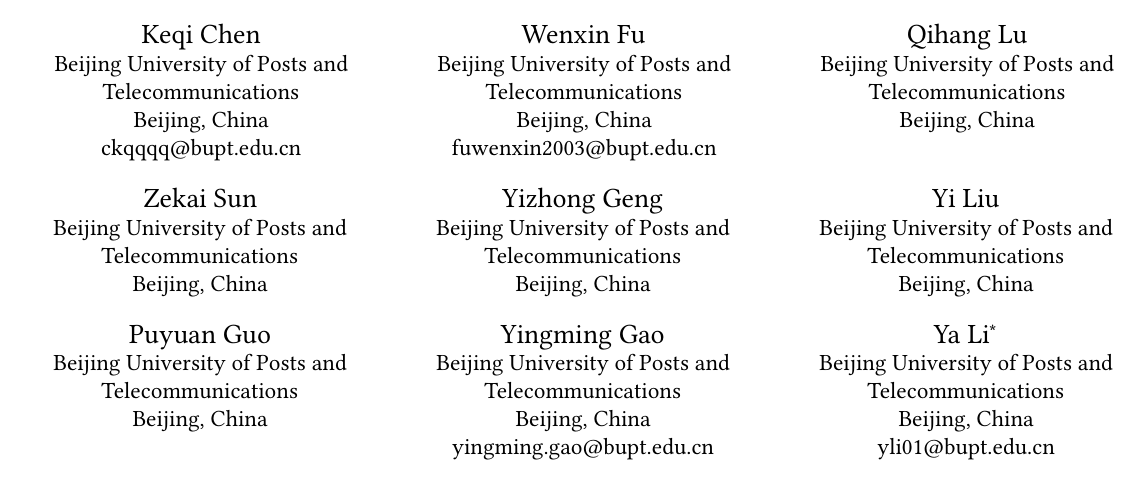 Keqi Chen
Beijing University of Posts and
Telecommunications
Beijing, China
ckqqqq@bupt.edu.cn
Wenxin Fu
Beijing University of Posts and
Telecommunications
Beijing, China
fuwenxin2003@bupt.edu.cn
Qihang Lu
Beijing University of Posts and
Telecommunications
Beijing, China
Zekai Sun
Beijing University of Posts and
Telecommunications
Beijing, China
Yizhong Geng
Beijing University of Posts and
Telecommunications
Beijing, China
Yi Liu
Beijing University of Posts and
Telecommunications
Beijing, China
Puyuan Guo
Beijing University of Posts and
Telecommunications
Beijing, China
Yingming Gao
Beijing University of Posts and
Telecommunications
Beijing, China
yingming.gao@bupt.edu.cn
Ya Li*
Beijing University of Posts and
Telecommunications
Beijing, China
yli01@bupt.edu.cn